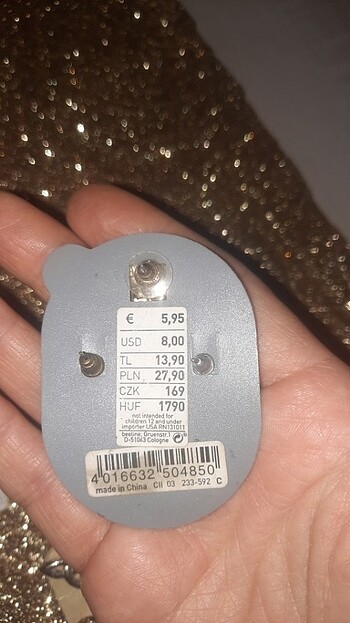 € 5,95
USD 8,00
TL 13,90
PLN 27,90
CZK 169
HUF 1790
not intended for
children 12 and under
importer USA RN131011
beeline, Gruenstr.1
D-51063 Cologne
4 016632 504850
made in China CII 03 233-592 C